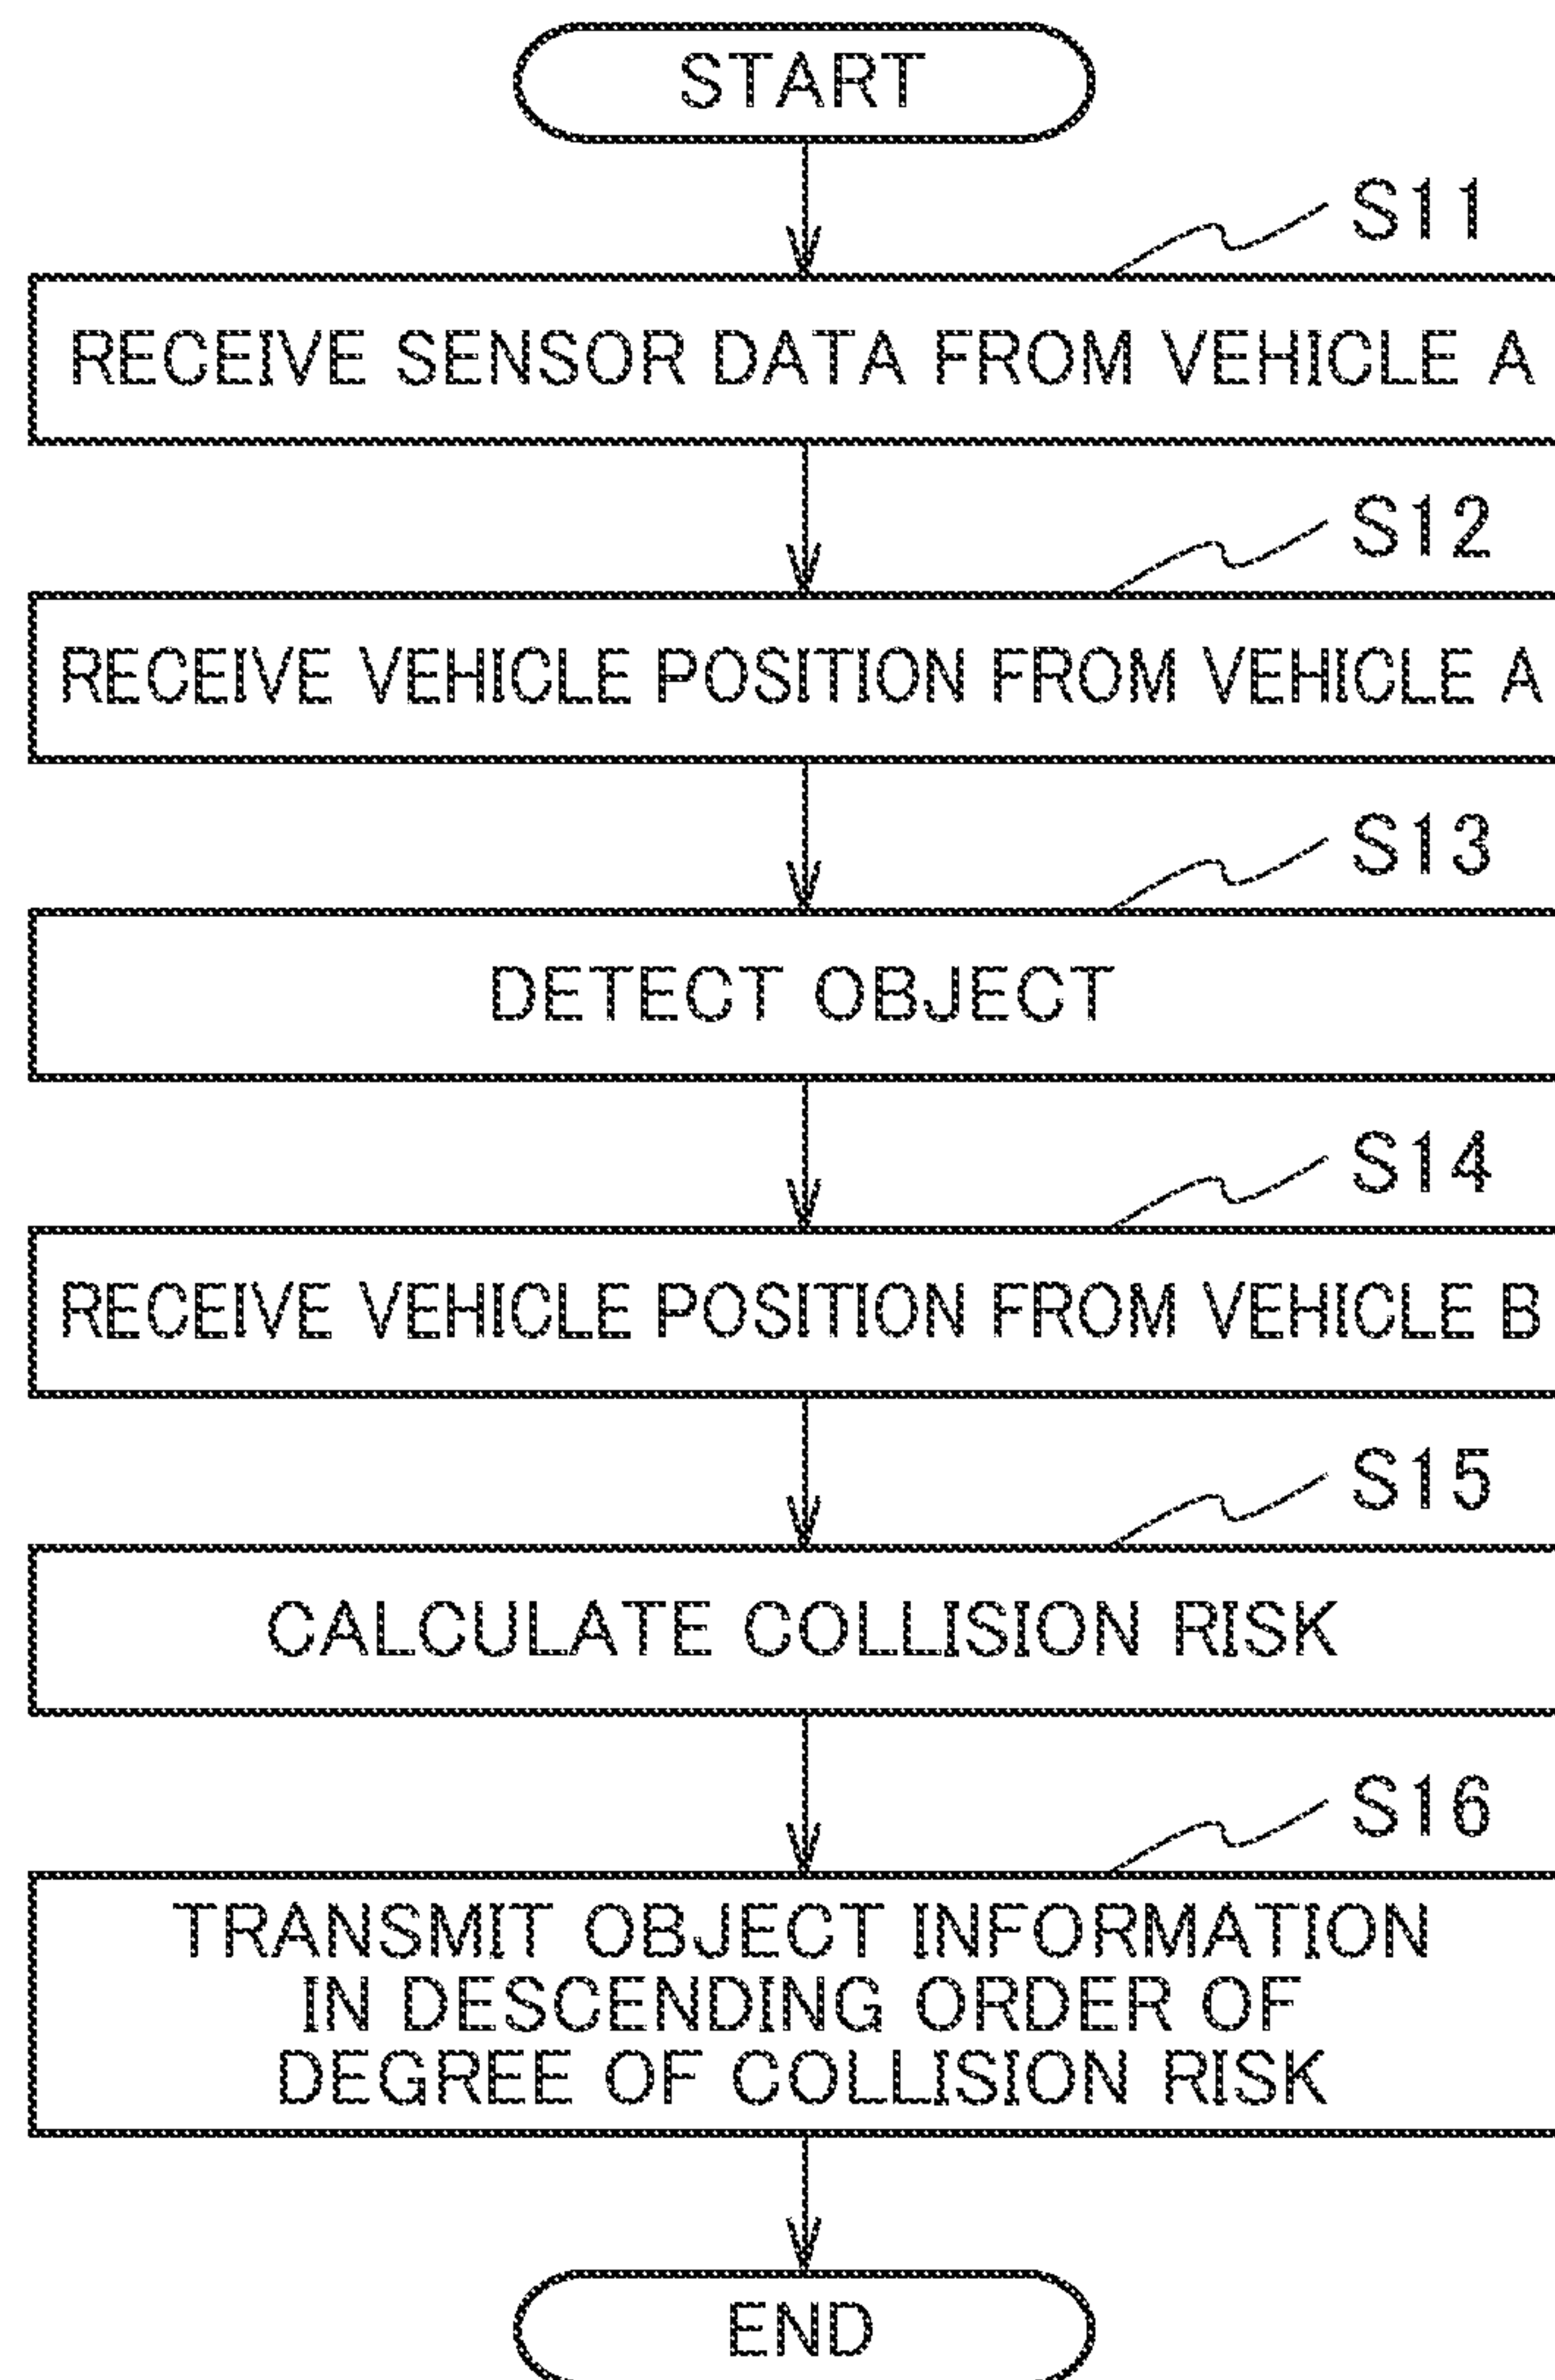 START
S11
RECEIVE SENSOR DATA FROM VEHICLE A
S12
RECEIVE VEHICLE POSITION FROM VEHICLE A
S13
DETECT OBJECT
S14
RECEIVE VEHICLE POSITION FROM VEHICLE B
S15
CALCULATE COLLISION RISK
S16
TRANSMIT OBJECT INFORMATION
IN DESCENDING ORDER OF
DEGREE OF COLLISION RISK
END